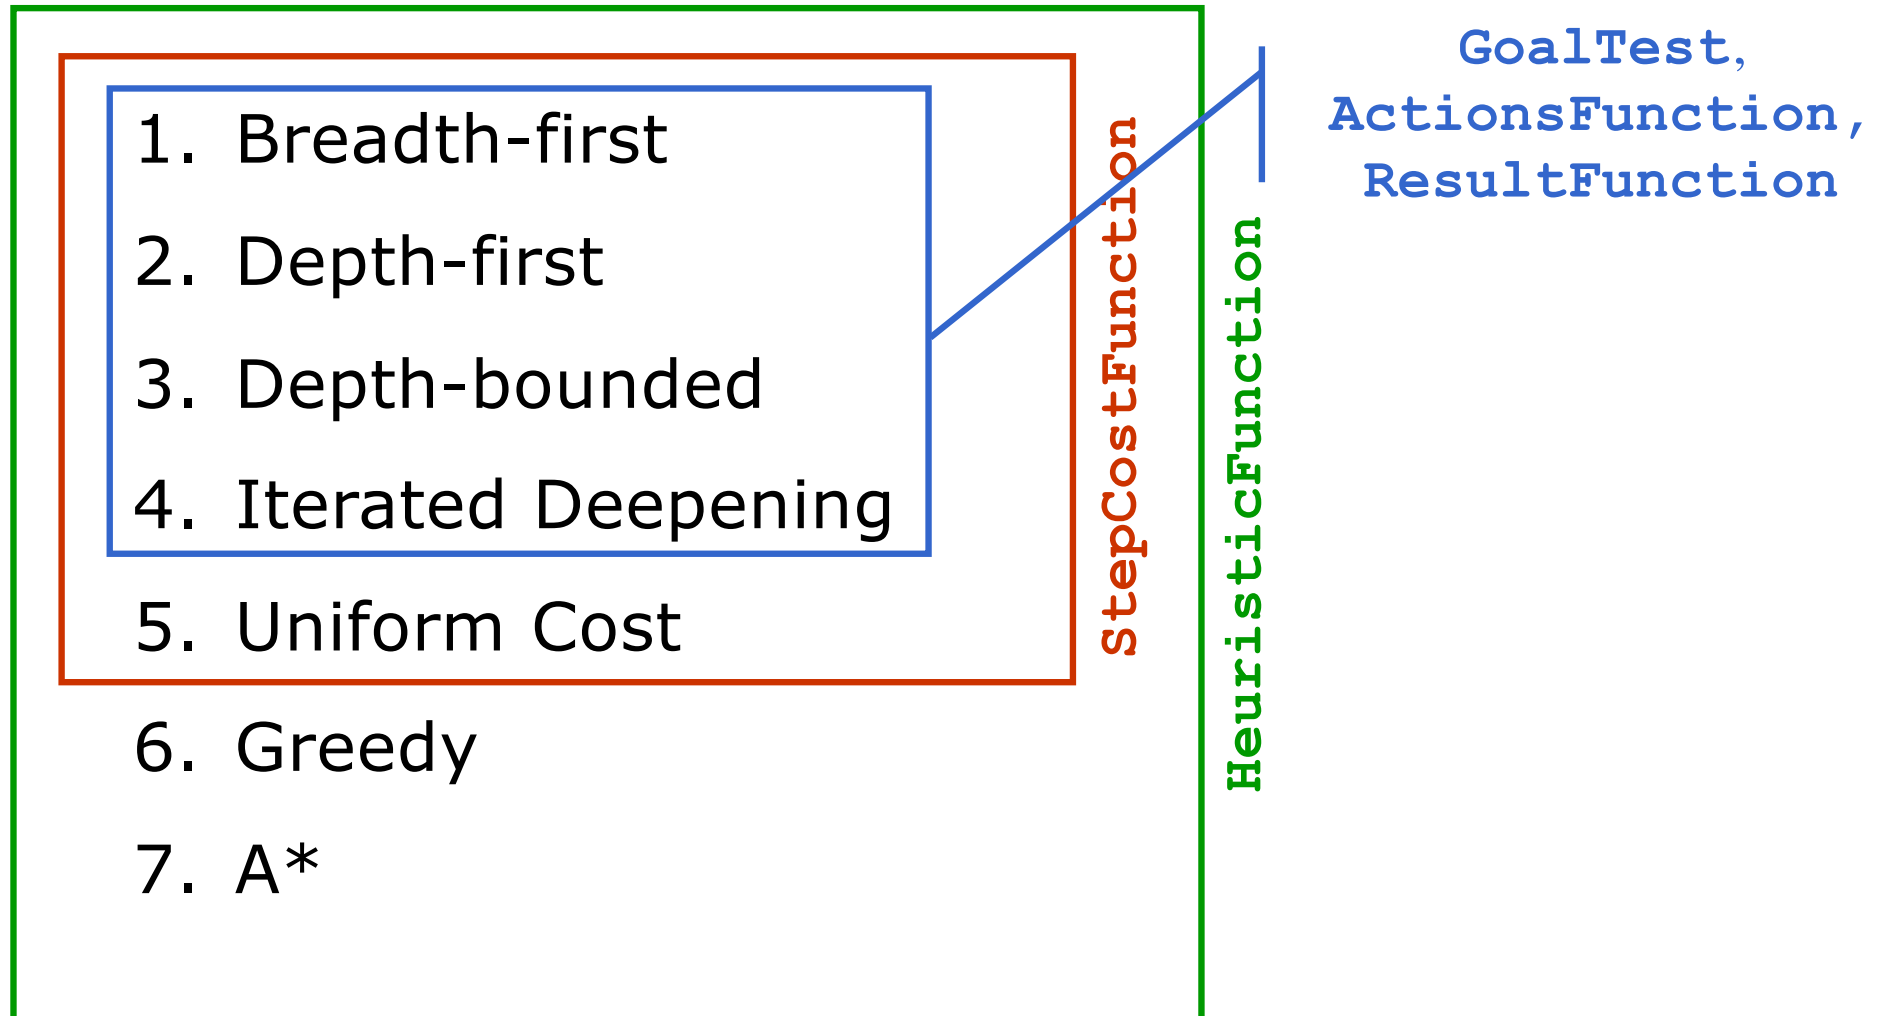 1. Breadth-first
2. Depth-first
3. Depth-bounded
4. Iterated Deepening
5. Uniform Cost
6. Greedy
7. A*
StepCostFunction
HeuristicFunction
GoalTest,
ActionsFunction,
ResultFunction